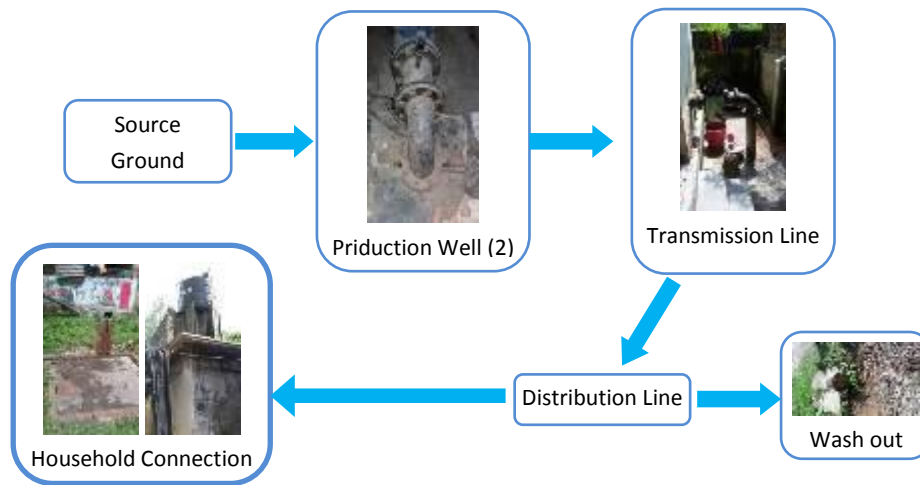 Source
Ground
Priduction Well (2)
Transmission Line
Distribution Line
Household Connection
Wash out